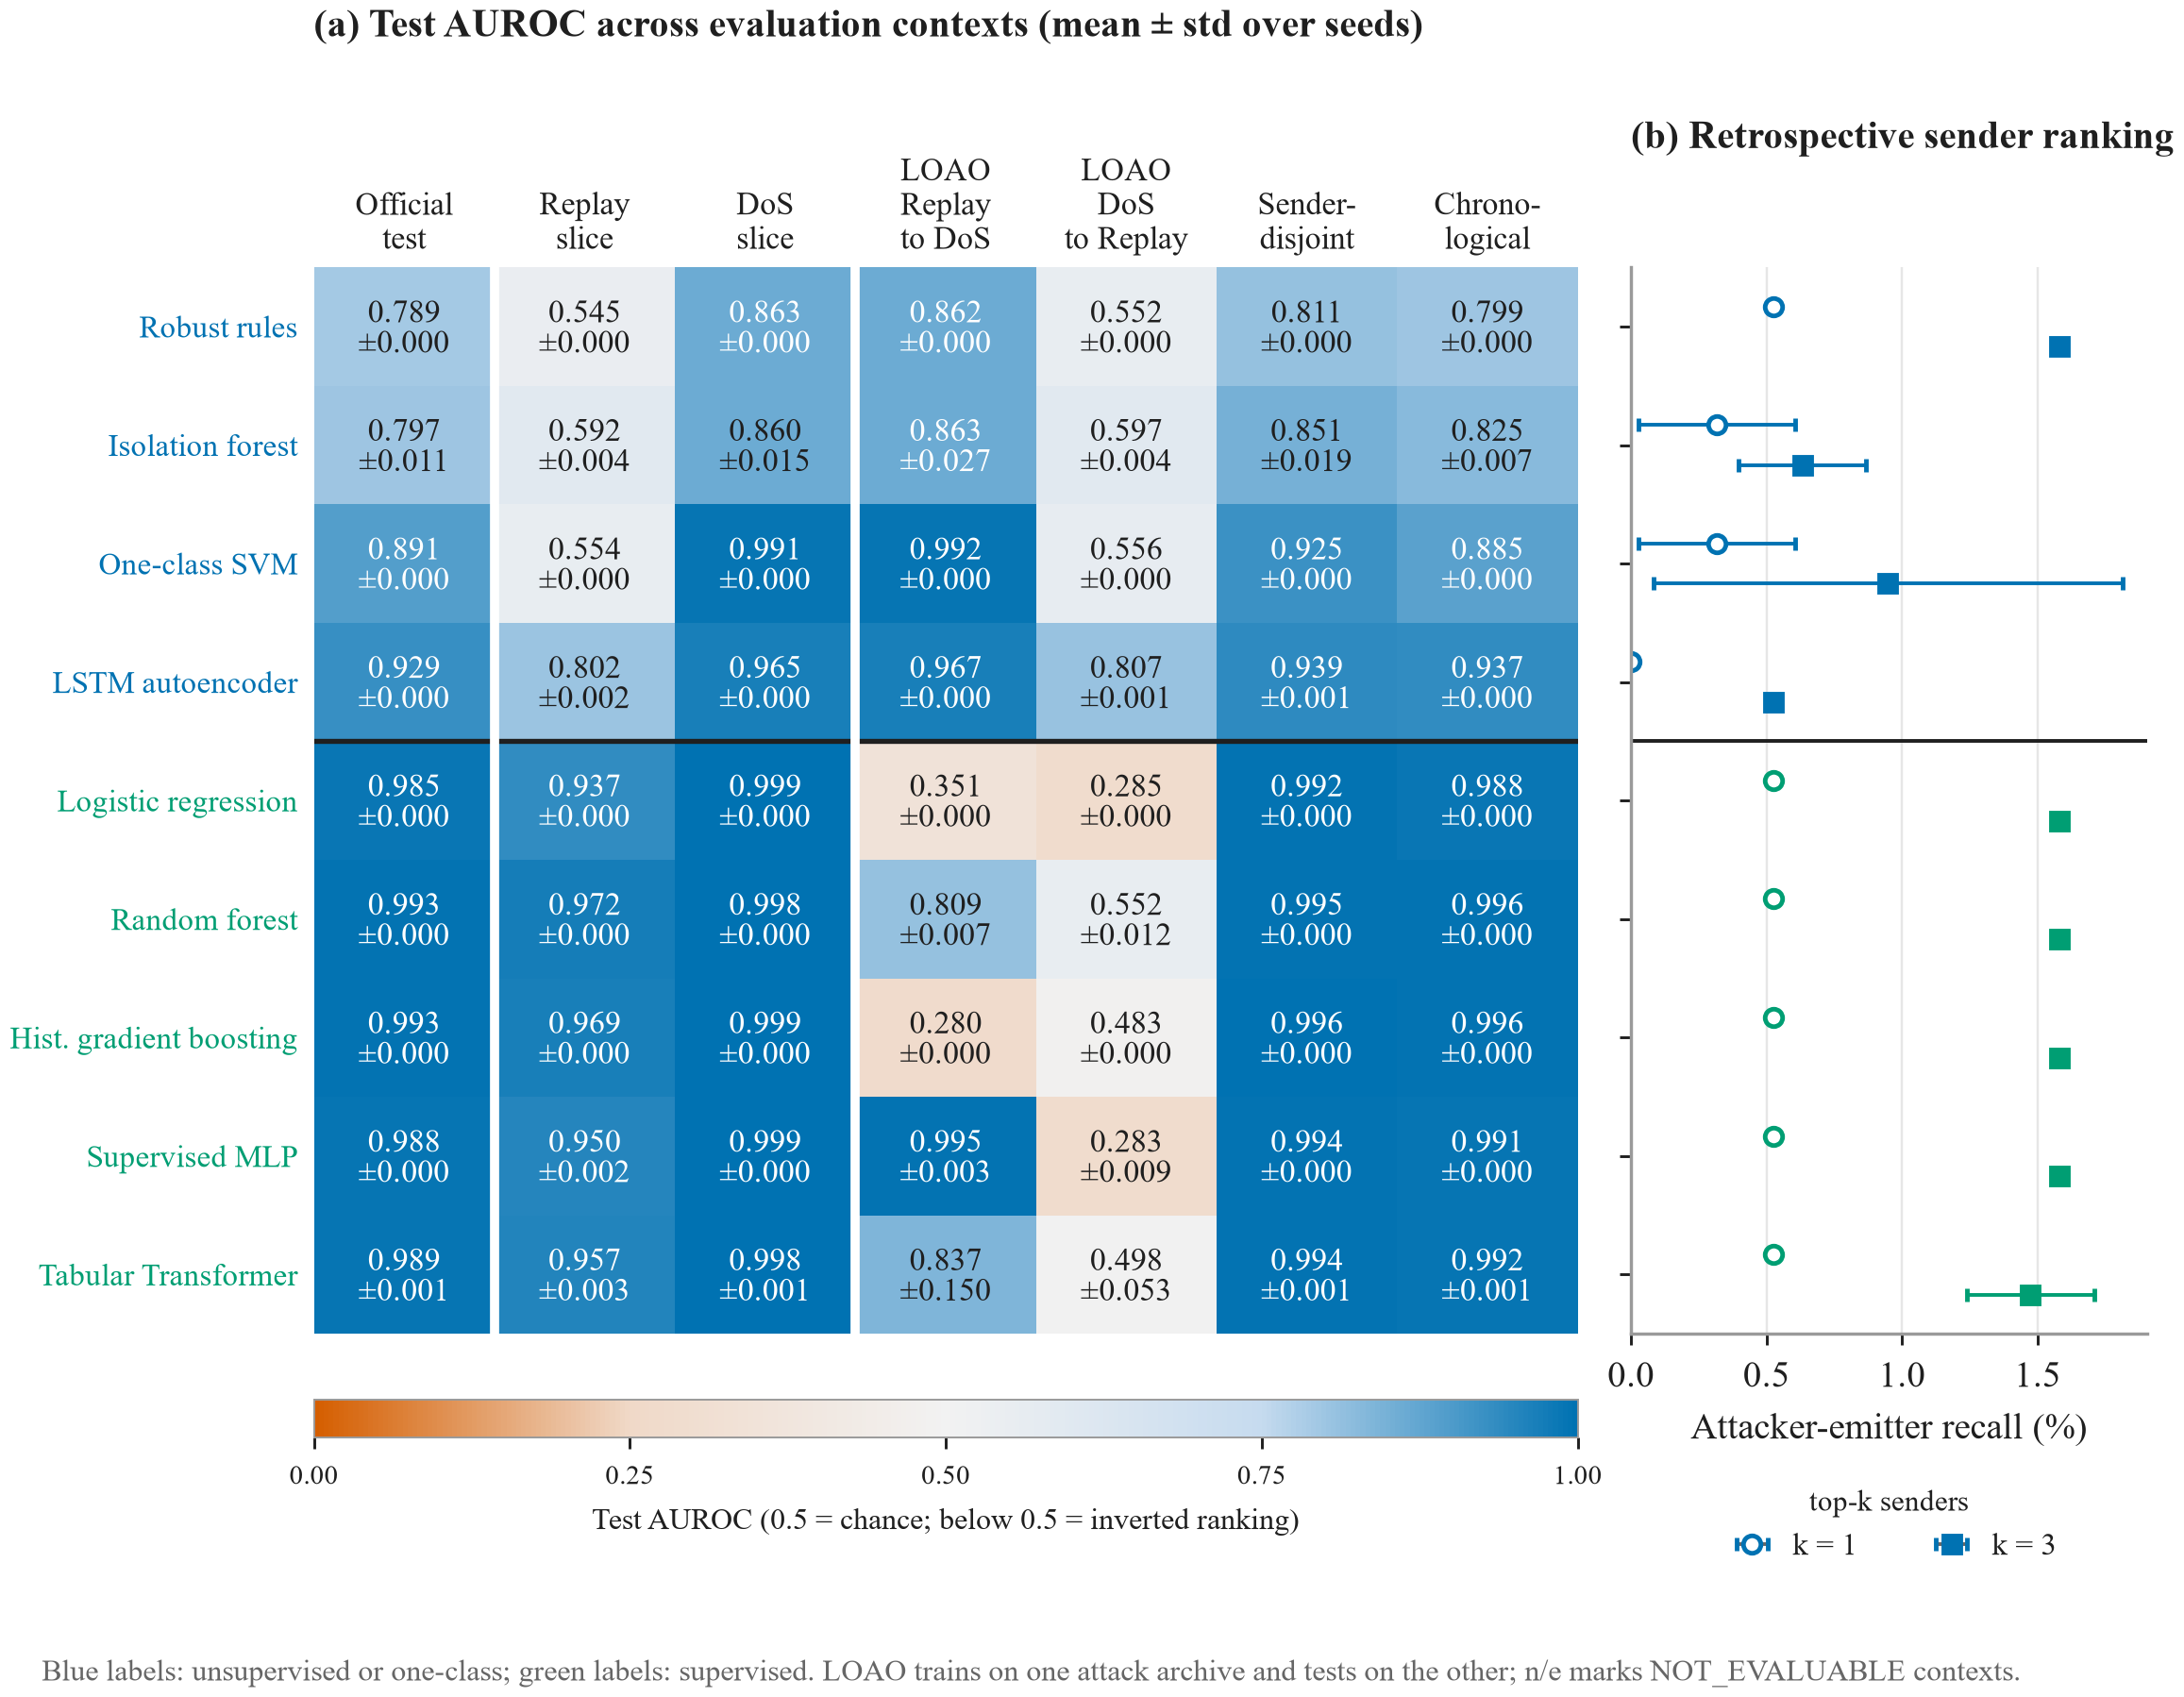 (a) Test AUROC across evaluation contexts (mean ± std over seeds)
(b) Retrospective sender ranking
Official
test
Replay
slice
DoS
slice
LOAO
Replay
to DoS
LOAO
DoS
to Replay
Sender-
disjoint
Chrono-
logical
Robust rules
0.789 0.545 0.863 0.862 0.552 0.811 0.799
±0.000 ±0.000 ±0.000 ±0.000 ±0.000 ±0.000 ±0.000
Isolation forest
0.797 0.592 0.860 0.863 0.597 0.851 0.825
±0.011 ±0.004 ±0.015 ±0.027 ±0.004 ±0.019 ±0.007
One-class SVM
0.891 0.554 0.991 0.992 0.556 0.925 0.885
±0.000 ±0.000 ±0.000 ±0.000 ±0.000 ±0.000 ±0.000
LSTM autoencoder
0.929 0.802 0.965 0.967 0.807 0.939 0.937
±0.000 ±0.002 ±0.000 ±0.000 ±0.001 ±0.001 ±0.000
Logistic regression
0.985 0.937 0.999 0.351 0.285 0.992 0.988
±0.000 ±0.000 ±0.000 ±0.000 ±0.000 ±0.000 ±0.000
Random forest
0.993 0.972 0.998 0.809 0.552 0.995 0.996
±0.000 ±0.000 ±0.000 ±0.007 ±0.012 ±0.000 ±0.000
Hist. gradient boosting
0.993 0.969 0.999 0.280 0.483 0.996 0.996
±0.000 ±0.000 ±0.000 ±0.000 ±0.000 ±0.000 ±0.000
Supervised MLP
0.988 0.950 0.999 0.995 0.283 0.994 0.991
±0.000 ±0.002 ±0.000 ±0.003 ±0.009 ±0.000 ±0.000
Tabular Transformer
0.989 0.957 0.998 0.837 0.498 0.994 0.992
±0.001 ±0.003 ±0.001 ±0.150 ±0.053 ±0.001 ±0.001
0.00 0.25 0.50 0.75 1.00
Test AUROC (0.5 = chance; below 0.5 = inverted ranking)
0.0 0.5 1.0 1.5
Attacker-emitter recall (%)
top-k senders
k = 1 k = 3
Blue labels: unsupervised or one-class; green labels: supervised. LOAO trains on one attack archive and tests on the other; n/e marks NOT_EVALUABLE contexts.